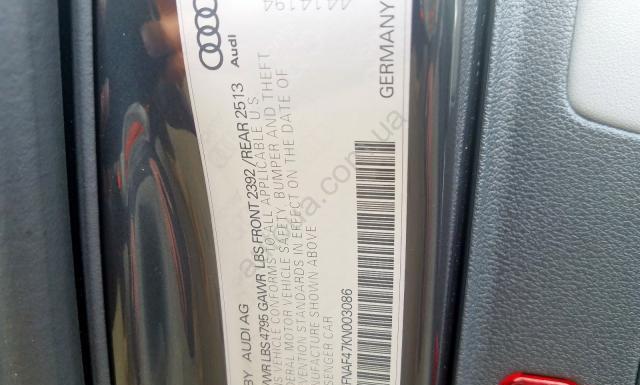 4414194
Audi
BY AUDI AG
GVWR LBS 4795 GAWR LBS FRONT 2392 / REAR 2513
VEHICLE CONFORMS TO ALL APPLICABLE U S
FEDERAL MOTOR VEHICLE SAFETY, BUMPER AND THEFT
PREVENTION STANDARDS IN EFFECT ON THE DATE OF
MANUFACTURE SHOWN ABOVE
PASSENGER CAR
FNAF47KN003086
GERMANY